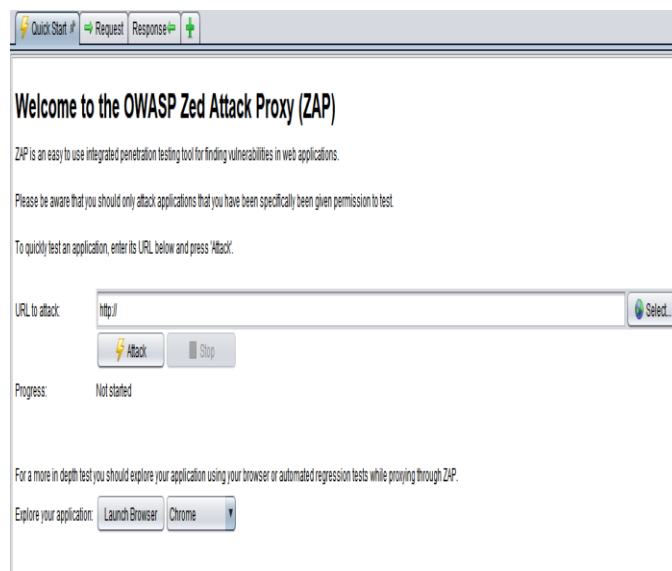 Quick Start Request Response
Welcome to the OWASP Zed Attack Proxy (ZAP)
ZAP is an easy to use integrated penetration testing tool for finding vulnerabilities in web applications.
Please be aware that you should only attack applications that you have been specifically been given permission to test.
To quickly test an application, enter its URL below and press 'Attack'.
URL to attack: http:// Select...
Attack Stop
Progress: Not started
For a more in depth test you should explore your application using your browser or automated regression tests while proxying through ZAP.
Explore your application: Launch Browser Chrome